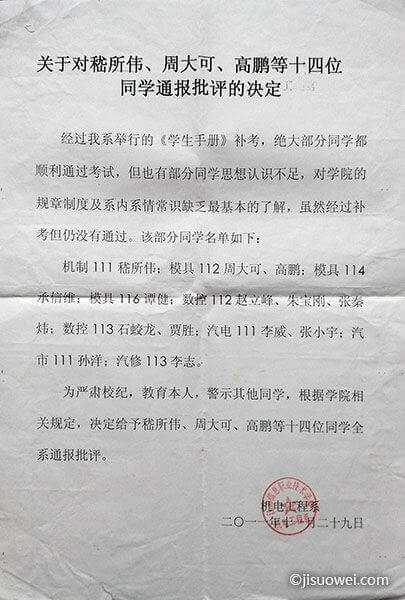 关于对嵇所伟、周大可、高鹏等十四位
同学通报批评的决定
经过我系举行的《学生手册》补考，绝大部分同学都
顺利通过考试，但也有部分同学思想认识不足，对学院的
规章制度及系内系情常识缺乏最基本的了解，虽然经过补
考但仍没有通过。该部分同学名单如下：
机制 111 嵇所伟；模具 112 周大可、高鹏；模具 114
承信维；模具 116 谭健；数控 112 赵立峰、朱宝刚、张秦
炜；数控 113 石蛟龙、贾胜；汽电 111 李威、张小宇；汽
市 111 孙洋；汽修 113 李志。
为严肃校纪，教育本人，警示其他同学，根据学院相
关规定，决定给予嵇所伟、周大可、高鹏等十四位同学全
系通报批评。
机电工程系
二〇一一年十一月二十九日
©jisuowei.com